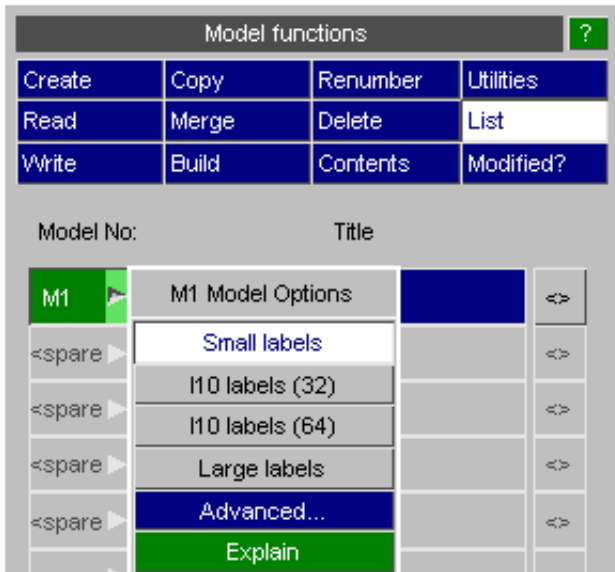 Model functions ?
Create Copy Renumber Utilities
Read Merge Delete List
Write Build Contents Modified?
Model No: Title
M1 M1 Model Options <>
Small labels
<spare <>
I10 labels (32)
<spare <>
I10 labels (64)
<spare Large labels <>
<spare Advanced... <>
Explain